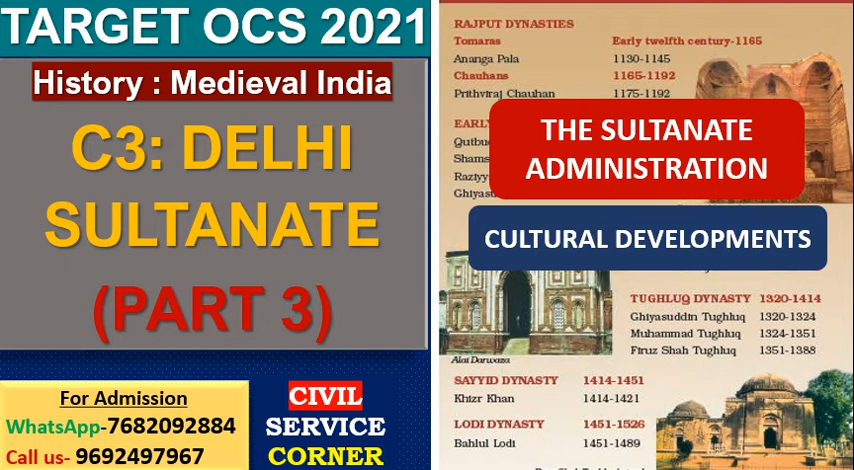 TARGET OCS 2021
History : Medieval India
C3: DELHI
SULTANATE
(PART 3)
For Admission
WhatsApp-7682092884
Call us- 9692497967
CIVIL
SERVICE
CORNER
RAJPUT DYNASTIES
Tomaras Early twelfth century-1165
Ananga Pala 1130-1145
Chauhans 1165-1192
Prithviraj Chauhan 1175-1192
THE SULTANATE
ADMINISTRATION
CULTURAL DEVELOPMENTS
TUGHLUQ DYNASTY 1320-1414
Ghiyasuddin Tughluq 1320-1324
Muhammad Tughluq 1324-1351
Firuz Shah Tughluq 1351-1388
Alai Darwaza
SAYYID DYNASTY 1414-1451
Khizr Khan 1414-1421
LODI DYNASTY 1451-1526
Bahlul Lodi 1451-1489